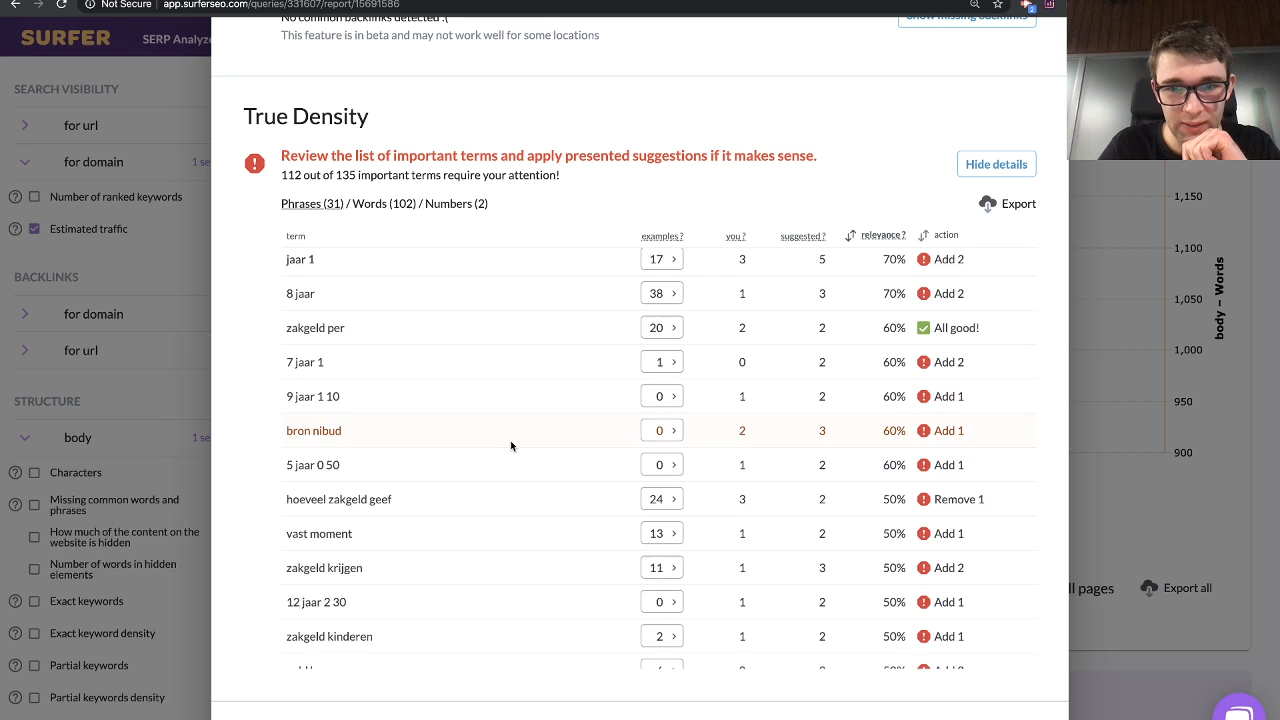 Not Secure
app.surferseo.com/queries/331607/report/15691586
2
SERP Analyze
SEARCH VISIBILITY
for url
for domain
1 se
Number of ranked keywords
Estimated traffic
BACKLINKS
for domain
for url
STRUCTURE
body
1 se
Characters
Missing common words and
phrases
How much of the content on
website is hidden
Number of words in hidden
elements
Exact keywords
Exact keyword density
Partial keywords
No common backlinks detected :(
This feature is in beta and may not work well for some locations
Show missing backlinks
True Density
Review the list of important terms and apply presented suggestions if it makes sense.
112 out of 135 important terms require your attention!
Hide details
Phrases (31) / Words (102) / Numbers (2)
Export
term examples ? you ? suggested ? relevance ? action
jaar 1 17 > 3 5 70% Add 2
8 jaar 38 > 1 3 70% Add 2
zakgeld per 20 > 2 2 60% All good!
7 jaar 1 1 > 0 2 60% Add 2
9 jaar 1 10 0 > 1 2 60% Add 1
bron nibud 0 > 2 3 60% Add 1
5 jaar 0 50 0 > 1 2 60% Add 1
hoeveel zakgeld geef 24 > 3 2 50% Remove 1
vast moment 13 > 1 2 50% Add 1
zakgeld krijgen 11 > 1 3 50% Add 2
12 jaar 2 30 0 > 1 2 50% Add 1
zakgeld kinderen 2 > 1 2 50% Add 1
1,150
1,100
1,050
1,000
950
900
body – Words
ll pages
Export all